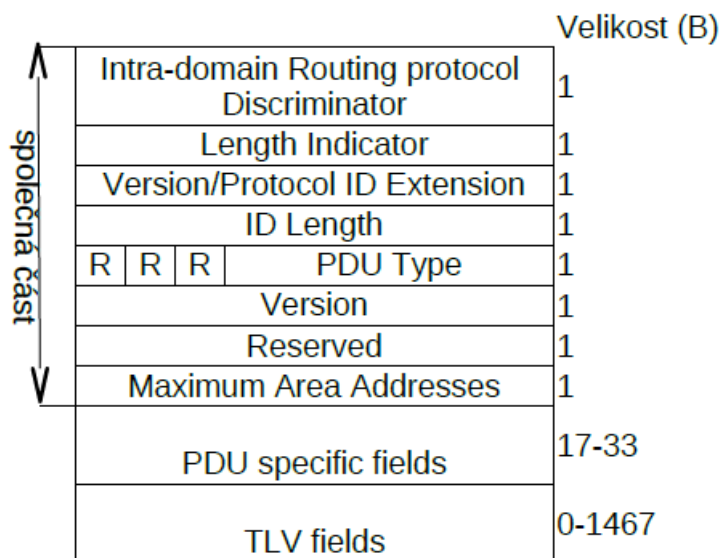 Velikost (B)
Intra-domain Routing protocol
Discriminator
1
Length Indicator
1
Version/Protocol ID Extension
1
ID Length
1
R R R PDU Type
1
Version
1
Reserved
1
Maximum Area Addresses
1
společná část
PDU specific fields
17-33
TLV fields
0-1467